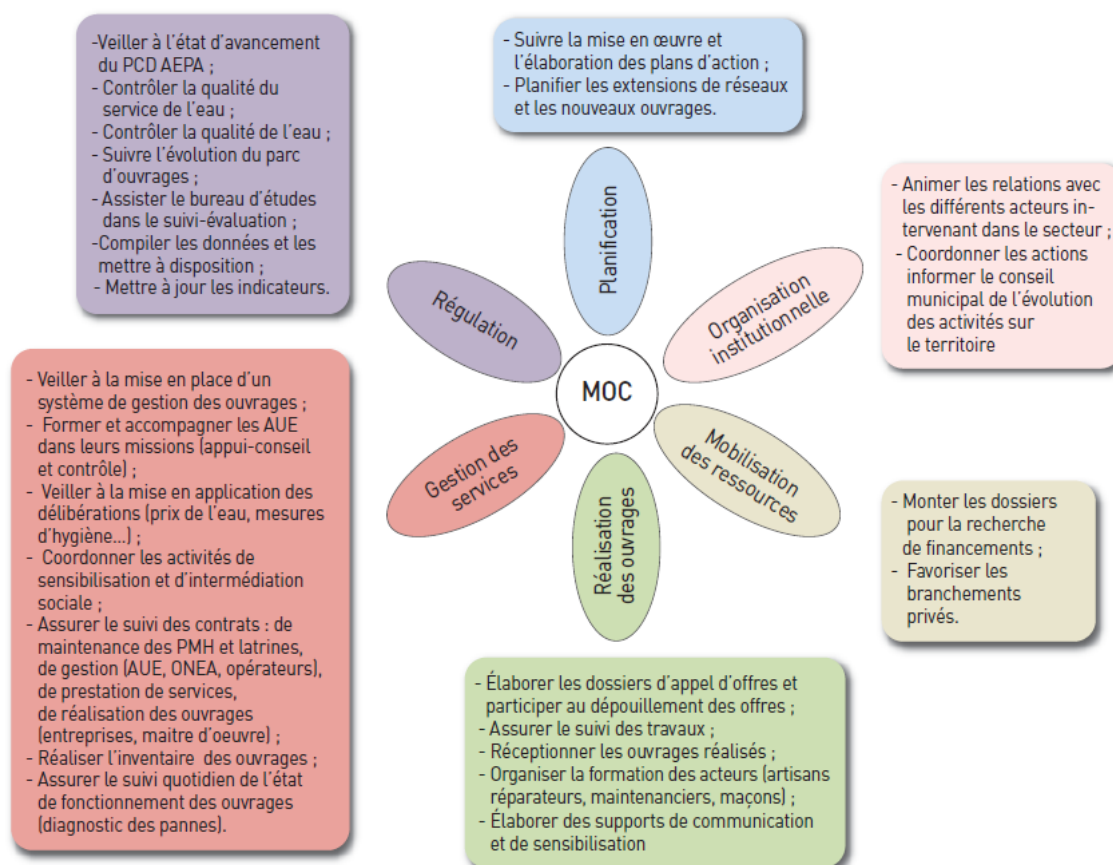 -Veiller à l'état d'avancement
du PCD AEPA ;
- Contrôler la qualité du
service de l'eau ;
- Contrôler la qualité de l'eau ;
- Suivre l'évolution du parc
d'ouvrages ;
- Assister le bureau d'études
dans le suivi-évaluation ;
-Compiler les données et les
mettre à disposition ;
- Mettre à jour les indicateurs.
- Suivre la mise en œuvre et
l'élaboration des plans d'action ;
- Planifier les extensions de réseaux
et les nouveaux ouvrages.
- Animer les relations avec
les différents acteurs in-
tervenant dans le secteur ;
- Coordonner les actions
informer le conseil
municipal de l'évolution
des activités sur
le territoire
Planification
Régulation
Organisation
institutionnelle
MOC
Gestion des
services
Réalisation
des ouvrages
Mobilisation
des ressources
- Veiller à la mise en place d'un
système de gestion des ouvrages ;
- Former et accompagner les AUE
dans leurs missions (appui-conseil
et contrôle) ;
- Veiller à la mise en application des
délibérations (prix de l'eau, mesures
d'hygiène...) ;
- Coordonner les activités de
sensibilisation et d'intermédiation
sociale ;
- Assurer le suivi des contrats : de
maintenance des PMH et latrines,
de gestion (AUE, ONEA, opérateurs),
de prestation de services,
de réalisation des ouvrages
(entreprises, maitre d'oeuvre) ;
- Réaliser l'inventaire des ouvrages ;
- Assurer le suivi quotidien de l'état
de fonctionnement des ouvrages
(diagnostic des pannes).
- Monter les dossiers
pour la recherche
de financements ;
- Favoriser les
branchements
privés.
- Élaborer les dossiers d'appel d'offres et
participer au dépouillement des offres ;
- Assurer le suivi des travaux ;
- Réceptionner les ouvrages réalisés ;
- Organiser la formation des acteurs (artisans
réparateurs, maintenanciers, maçons) ;
- Élaborer des supports de communication
et de sensibilisation